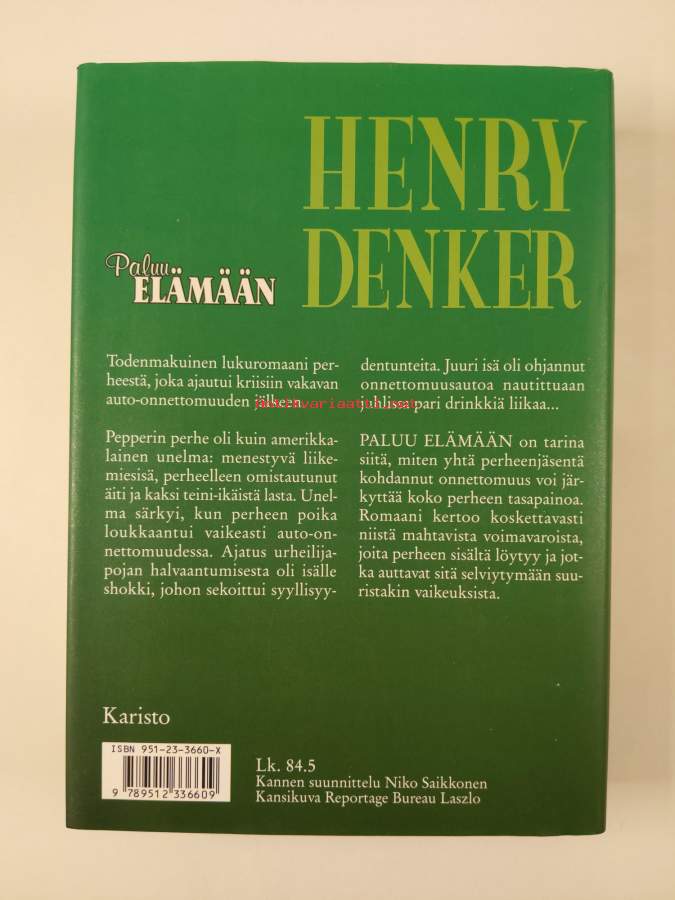 HENRY
DENKER
Paluu
ELÄMÄÄN
Todenmakuinen lukuromaani per-
heestä, joka ajautui kriisiin vakavan
auto-onnettomuuden jälkeen.
Pepperin perhe oli kuin amerikka-
lainen unelma: menestyvä liike-
miesisä, perheelleen omistautunut
äiti ja kaksi teini-ikäistä lasta. Unel-
ma särkyi, kun perheen poika
loukkaantui vaikeasti auto-on-
nettomuudessa. Ajatus urheilija-
pojan halvaantumisesta oli isälle
shokki, johon sekoittui syyllisyy-
dentunteita. Juuri isä oli ohjannut
onnettomuusautoa nautittuaan
juhlissa pari drinkkiä liikaa...
PALUU ELÄMÄÄN on tarina
siitä, miten yhtä perheenjäsentä
kohdannut onnettomuus voi jär-
kyttää koko perheen tasapainoa.
Romaani kertoo koskettavasti
niistä mahtavista voimavaroista,
joita perheen sisältä löytyy ja jot-
ka auttavat sitä selviytymään suu-
ristakin vaikeuksista.
antikvariaatti.net
Karisto
ISBN 951-23-3660-X
9 789512 336609
Lk. 84.5
Kannen suunnittelu Niko Saikkonen
Kansikuva Reportage Bureau Laszlo